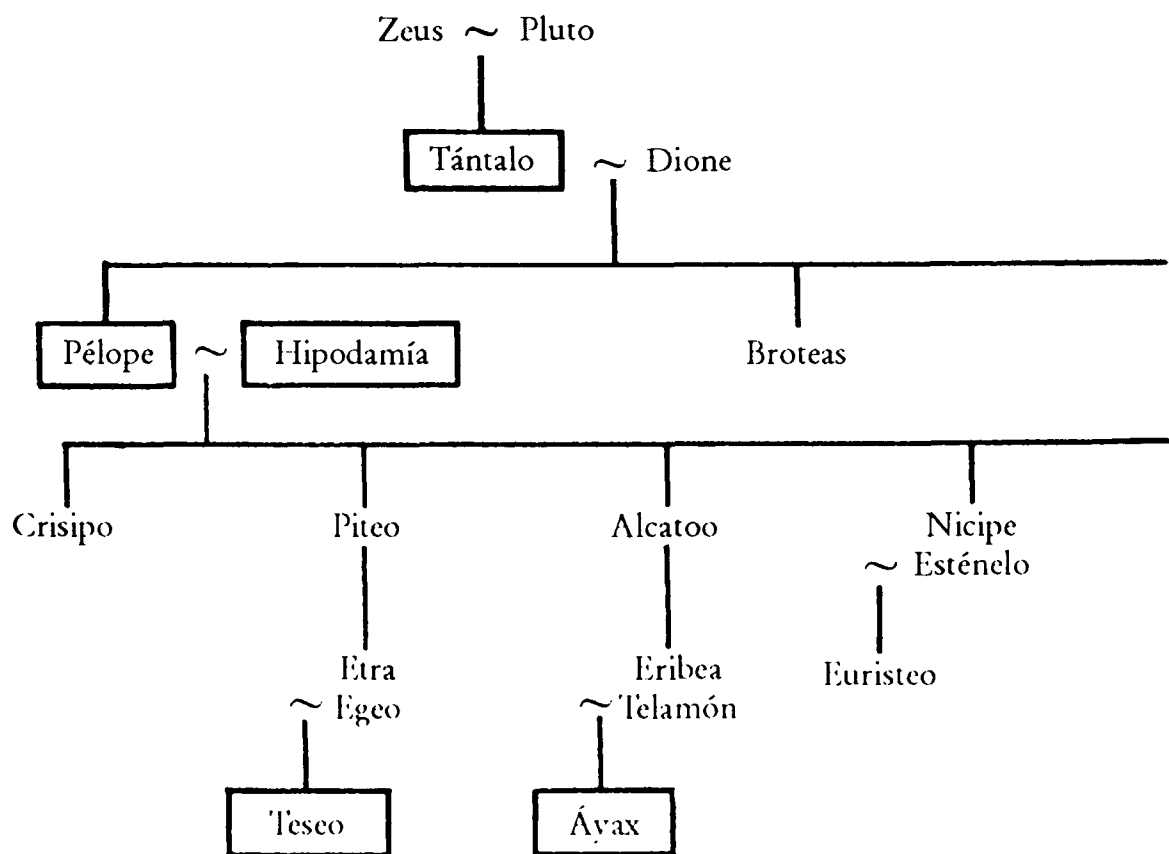 Zeus ~ Pluto
Tántalo ~ Dione
Pélope ~ Hipodamía Broteas
Crisipo Piteo Alcatoo Nicipe
~ Esténelo
Etra Eribea Euristeo
~ Egeo ~ Telamón
Teseo Áyax